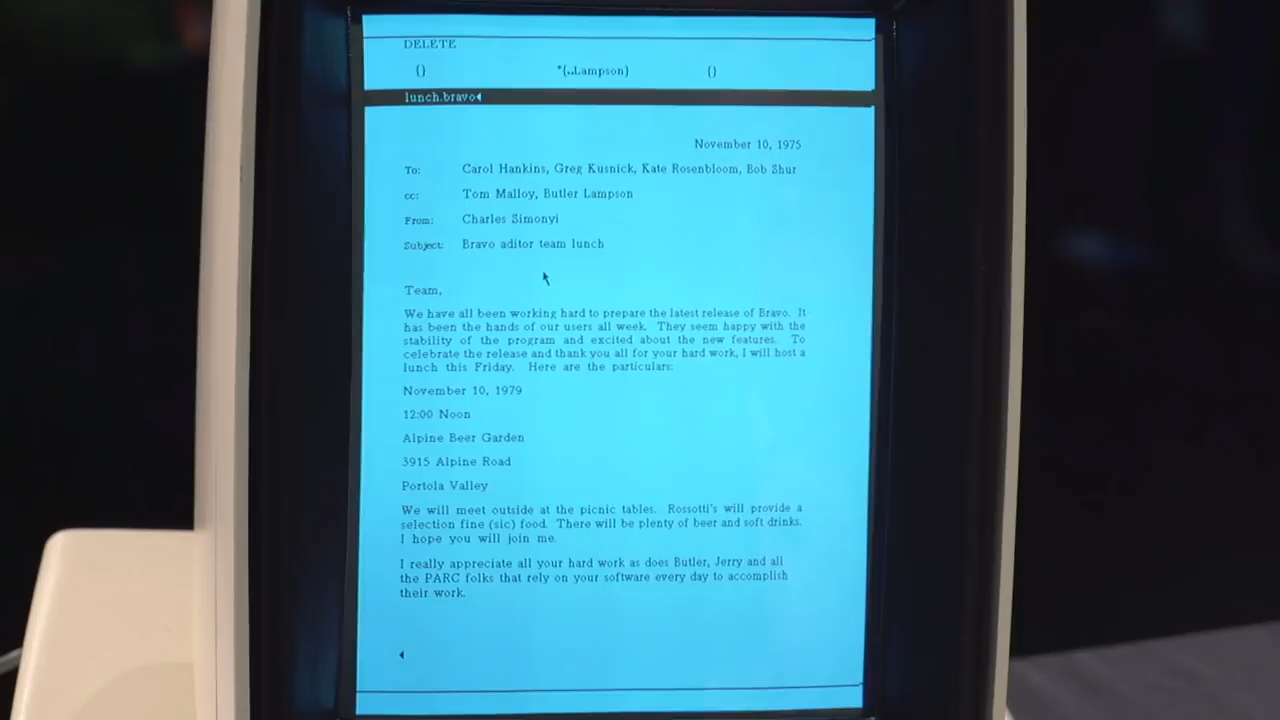 DELETE
{} *{⎵Lampson} {}
lunch.bravo
November 10, 1975
To: Carol Hankins, Greg Kusnick, Kate Rosenbloom, Bob Shur
cc: Tom Malloy, Butler Lampson
From: Charles Simonyi
Subject: Bravo aditor team lunch
Team,
We have all been working hard to prepare the latest release of Bravo. It
has been the hands of our users all week. They seem happy with the
stability of the program and excited about the new features. To
celebrate the release and thank you all for your hard work, I will host a
lunch this Friday. Here are the particulars:
November 10, 1979
12:00 Noon
Alpine Beer Garden
3915 Alpine Road
Portola Valley
We will meet outside at the picnic tables. Rossotti's will provide a
selection fine (sic) food. There will be plenty of beer and soft drinks.
I hope you will join me.
I really appreciate all your hard work as does Butler, Jerry and all
the PARC folks that rely on your software every day to accomplish
their work.